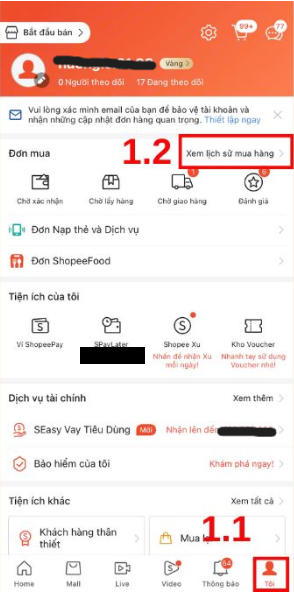 Bắt đầu bán >
99+
77
Vàng >
0 Người theo dõi 17 Đang theo dõi
Vui lòng xác minh email của bạn để bảo vệ tài khoản và
nhận những cập nhật đơn hàng quan trọng. Thiết lập ngay
1.2
Đơn mua
Xem lịch sử mua hàng >
1
6
Chờ xác nhận
Chờ lấy hàng
Chờ giao hàng
Đánh giá
Đơn Nạp thẻ và Dịch vụ >
Đơn ShopeeFood >
Tiện ích của tôi
Ví ShopeePay
SPayLater
Shopee Xu
Kho Voucher
Nhấn để nhận Xu
mỗi ngày!
Nhanh tay sử dụng
Voucher nhé!
Dịch vụ tài chính
Xem thêm >
SEasy Vay Tiêu Dùng
Mới
Nhận lên đến
Bảo hiểm của tôi
Khám phá ngay! >
Tiện ích khác
Xem tất cả >
1.1
Khách hàng thân
thiết
Mua
Home
Mall
Live
Video
64
Thông báo
Tôi